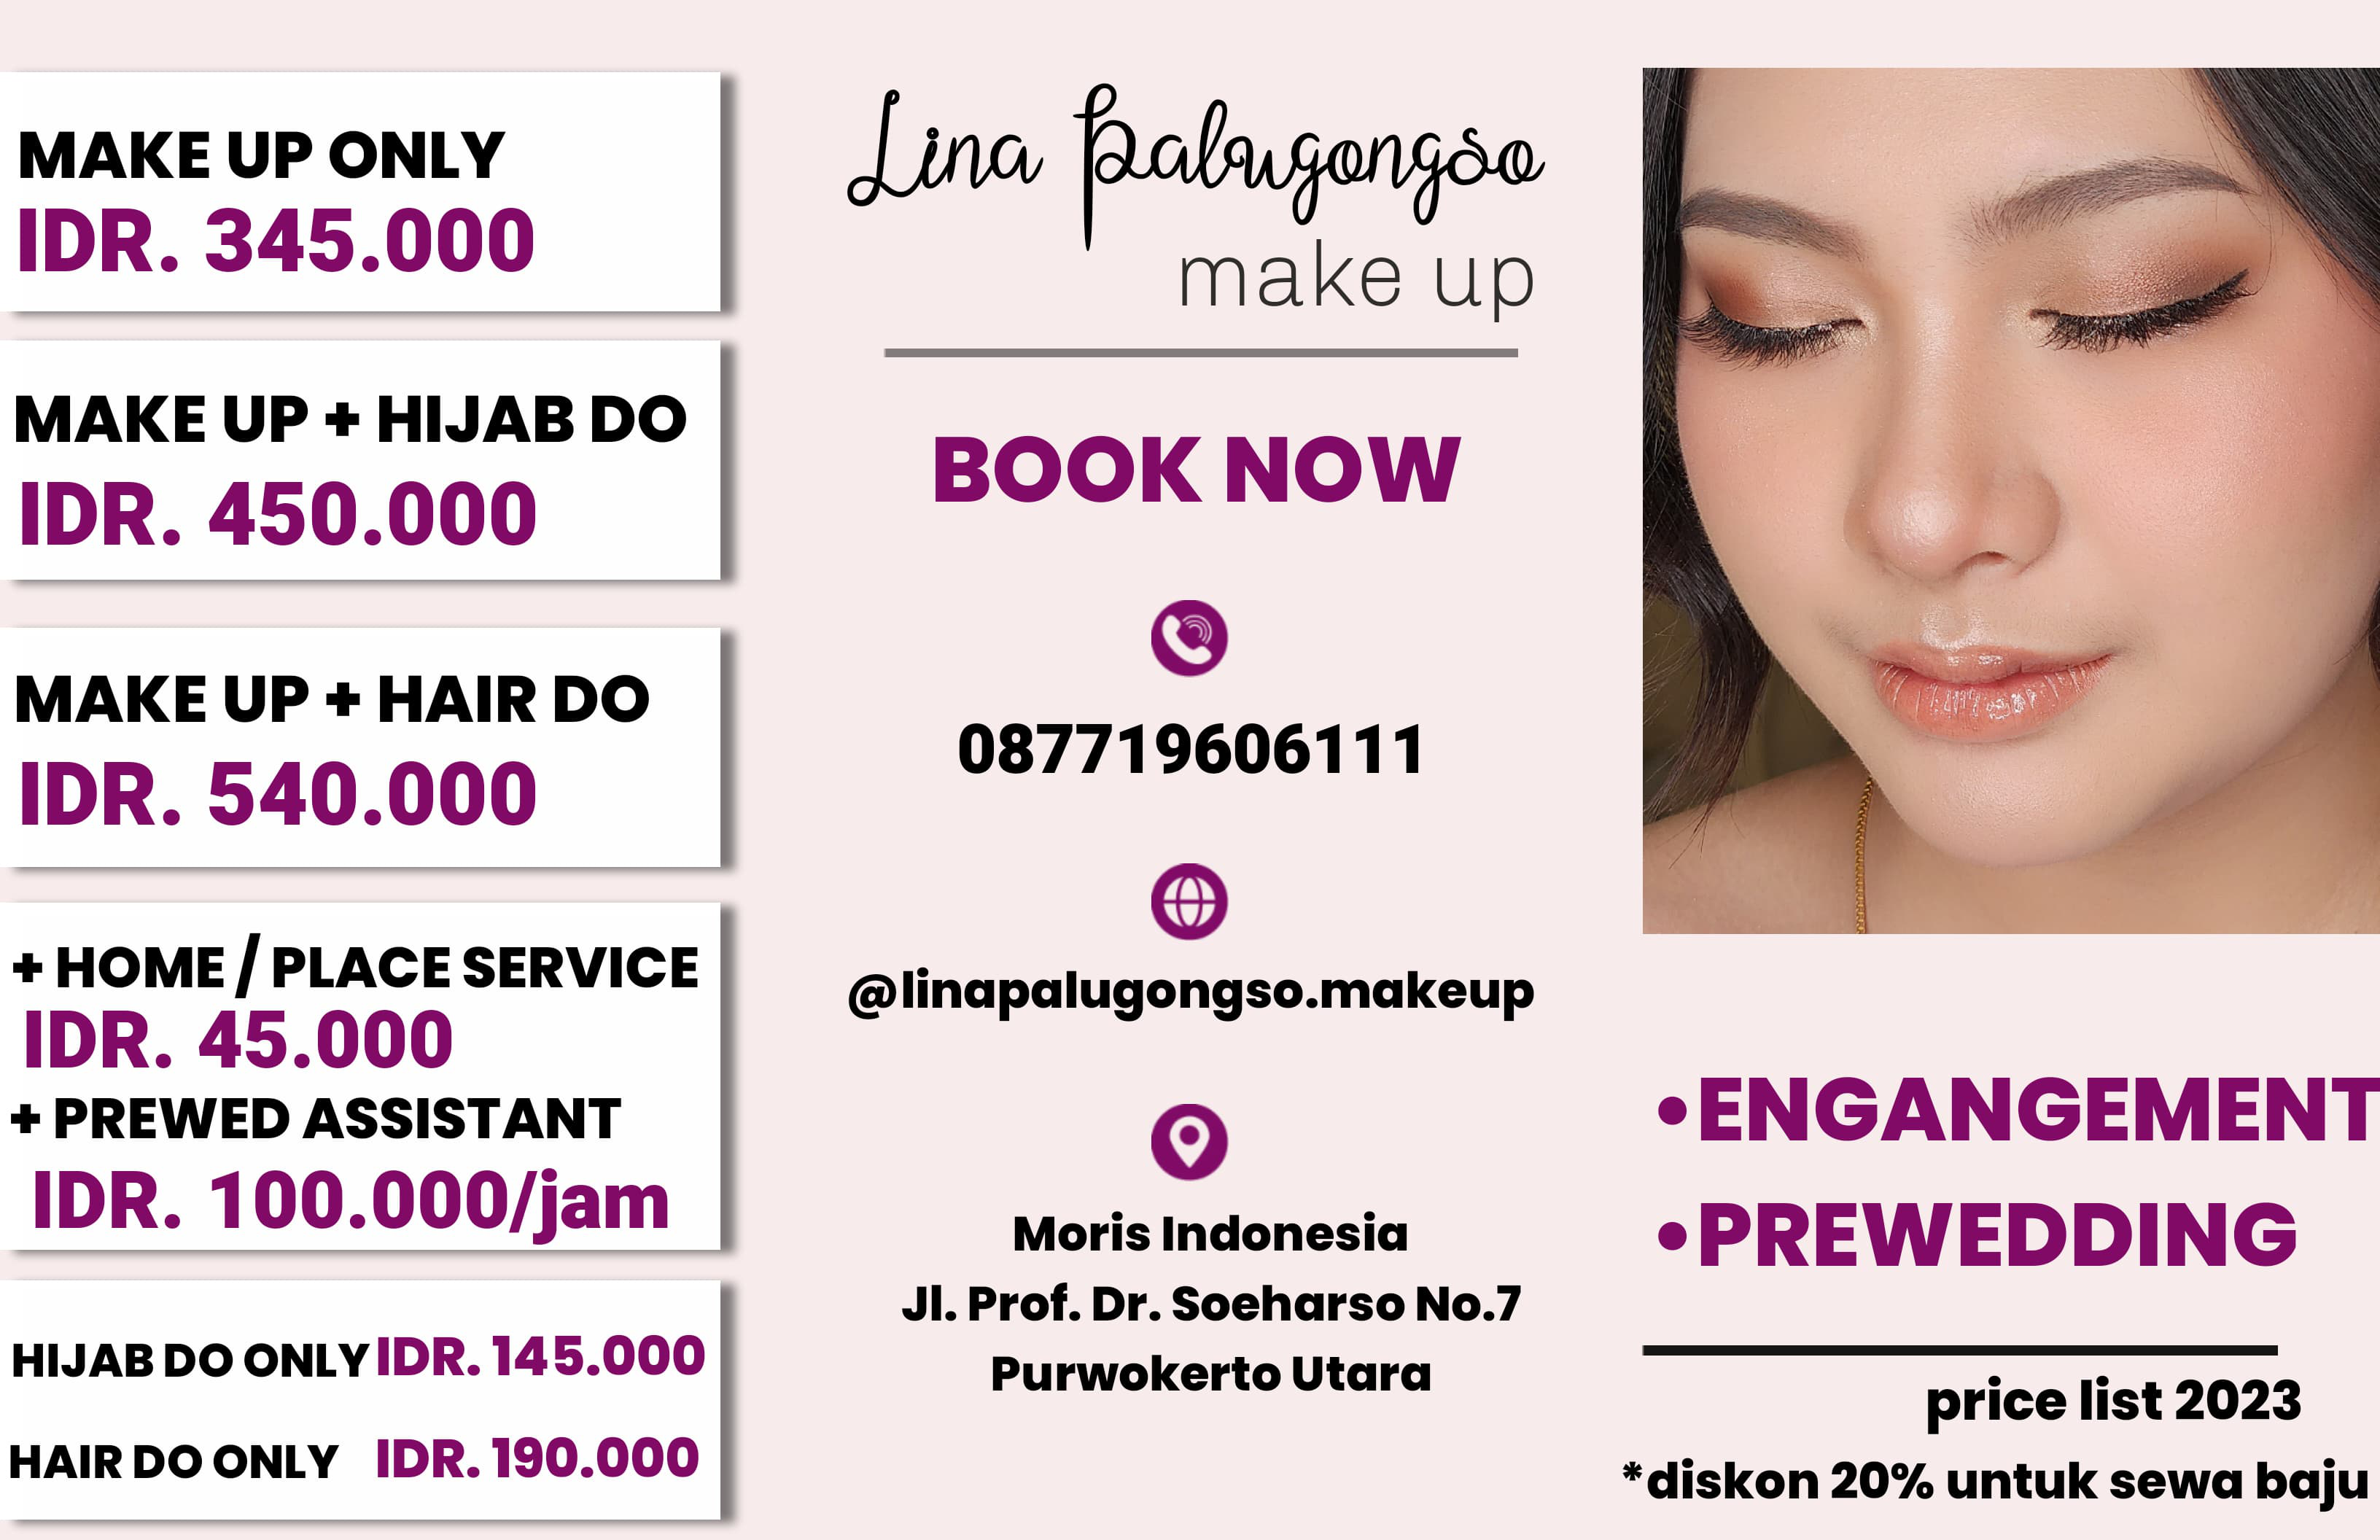 MAKE UP ONLY
IDR. 345.000
MAKE UP + HIJAB DO
IDR. 450.000
MAKE UP + HAIR DO
IDR. 540.000
+ HOME / PLACE SERVICE
IDR. 45.000
+ PREWED ASSISTANT
IDR. 100.000/jam
HIJAB DO ONLY IDR. 145.000
HAIR DO ONLY IDR. 190.000
Lina Palugongso
make up
BOOK NOW
087719606111
@linapalugongso.makeup
Moris Indonesia
Jl. Prof. Dr. Soeharso No.7
Purwokerto Utara
•ENGANGEMENT
•PREWEDDING
price list 2023
*diskon 20% untuk sewa baju